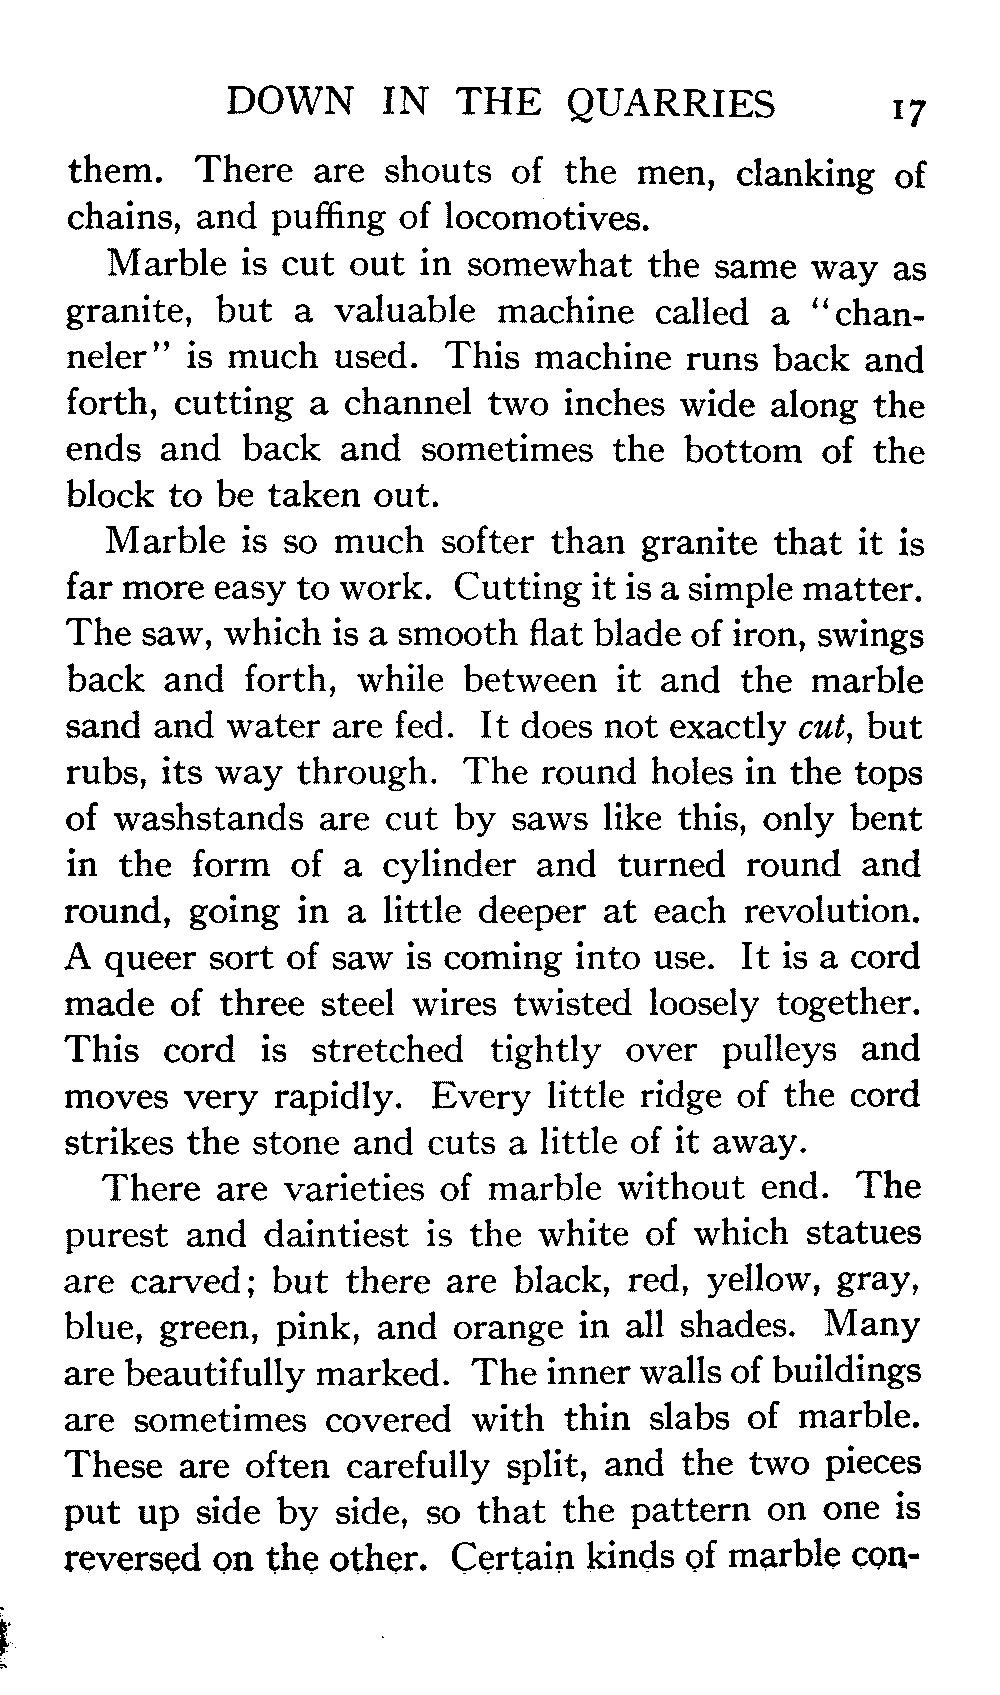 DOWN IN THE QUARRIES 17
them. There are shouts of the men, clanking of
chains, and puffing of locomotives.
Marble is cut out in somewhat the same way as
granite, but a valuable machine called a "chan-
neler" is much used. This machine runs back and
forth, cutting a channel two inches wide along the
ends and back and sometimes the bottom of the
block to be taken out.
Marble is so much softer than granite that it is
far more easy to work. Cutting it is a simple matter.
The saw, which is a smooth flat blade of iron, swings
back and forth, while between it and the marble
sand and water are fed. It does not exactly cut, but
rubs, its way through. The round holes in the tops
of washstands are cut by saws like this, only bent
in the form of a cylinder and turned round and
round, going in a little deeper at each revolution.
A queer sort of saw is coming into use. It is a cord
made of three steel wires twisted loosely together.
This cord is stretched tightly over pulleys and
moves very rapidly. Every little ridge of the cord
strikes the stone and cuts a little of it away.
There are varieties of marble without end. The
purest and daintiest is the white of which statues
are carved; but there are black, red, yellow, gray,
blue, green, pink, and orange in all shades. Many
are beautifully marked. The inner walls of buildings
are sometimes covered with thin slabs of marble.
These are often carefully split, and the two pieces
put up side by side, so that the pattern on one is
reversed on the other. Certain kinds of marble con-